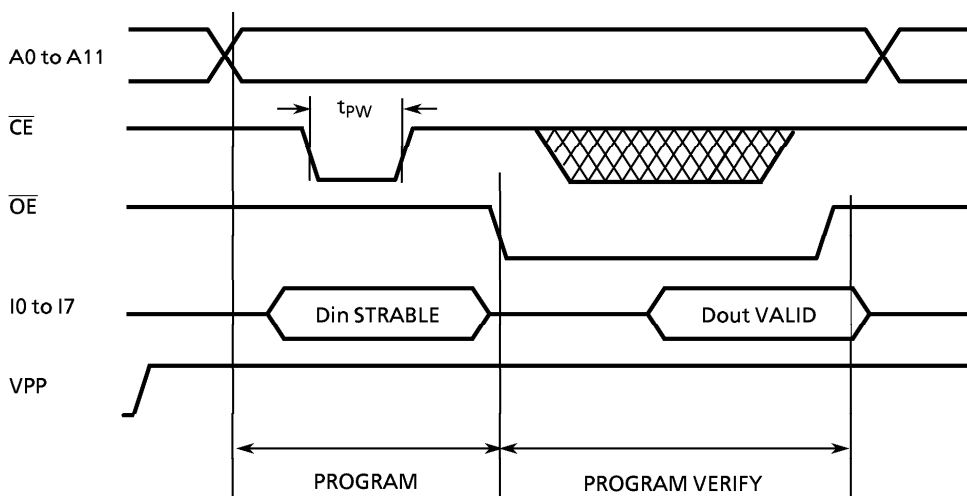 A0 to A11
tPW
CE
OE
I0 to I7
Din STRABLE
Dout VALID
VPP
PROGRAM
PROGRAM VERIFY